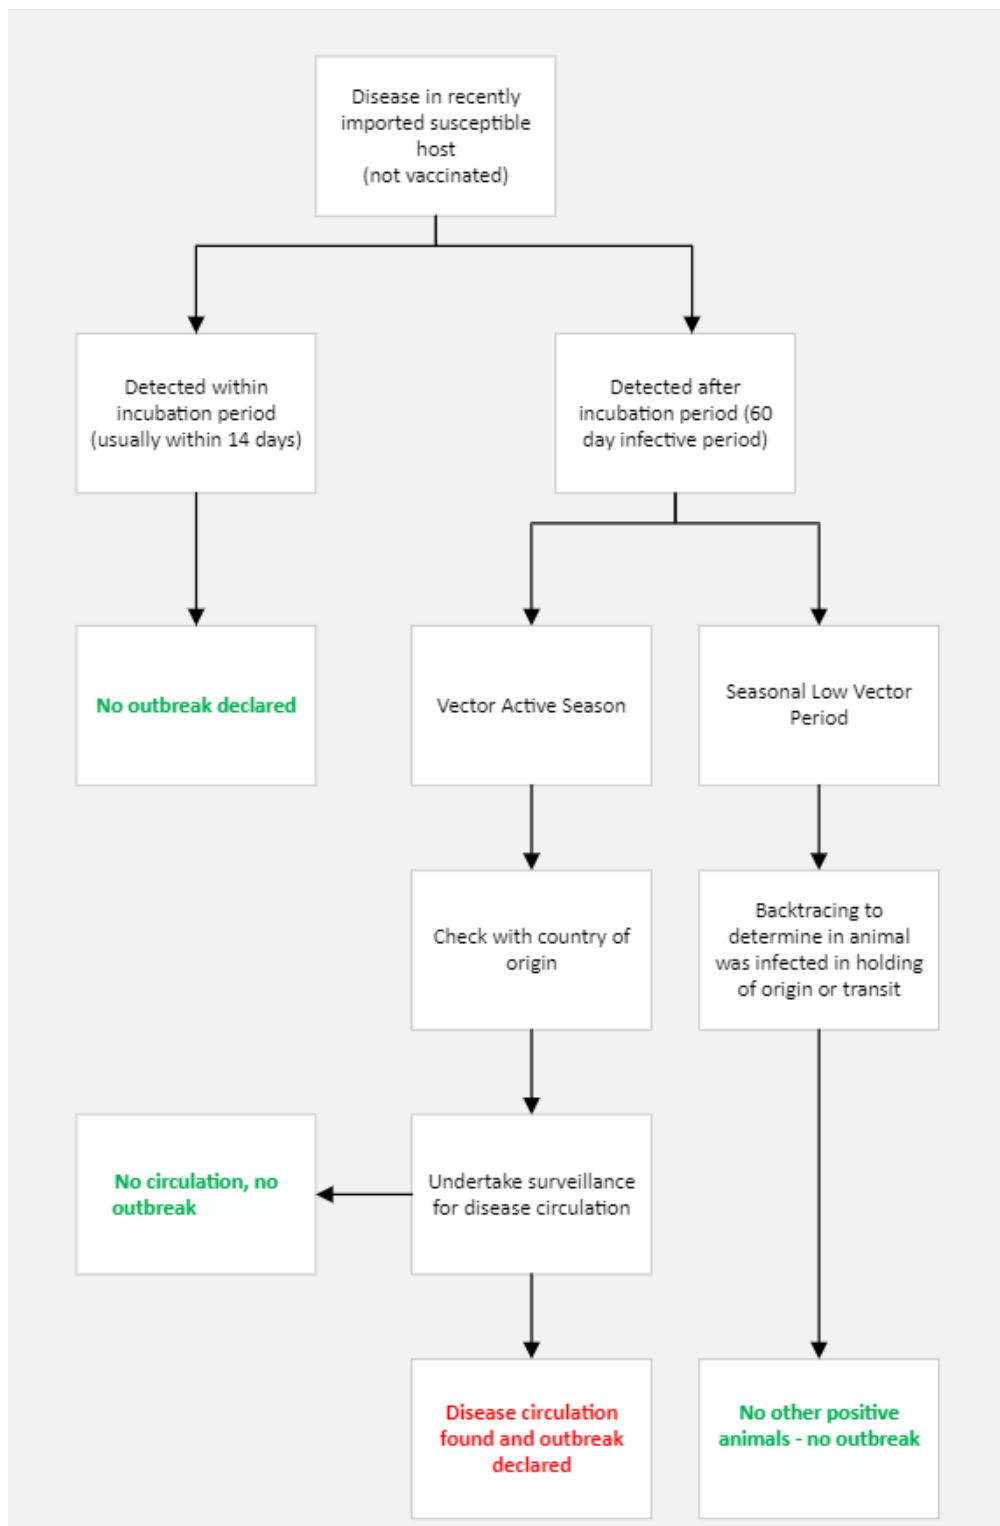 Disease in recently
imported susceptible
host
(not vaccinated)
Detected within
incubation period
(usually within 14 days)
Detected after
incubation period (60
day infective period)
No outbreak declared
Vector Active Season
Seasonal Low Vector
Period
Check with country of
origin
Backtracing to
determine in animal
was infected in holding
of origin or transit
No circulation, no
outbreak
Undertake surveillance
for disease circulation
Disease circulation
found and outbreak
declared
No other positive
animals - no outbreak